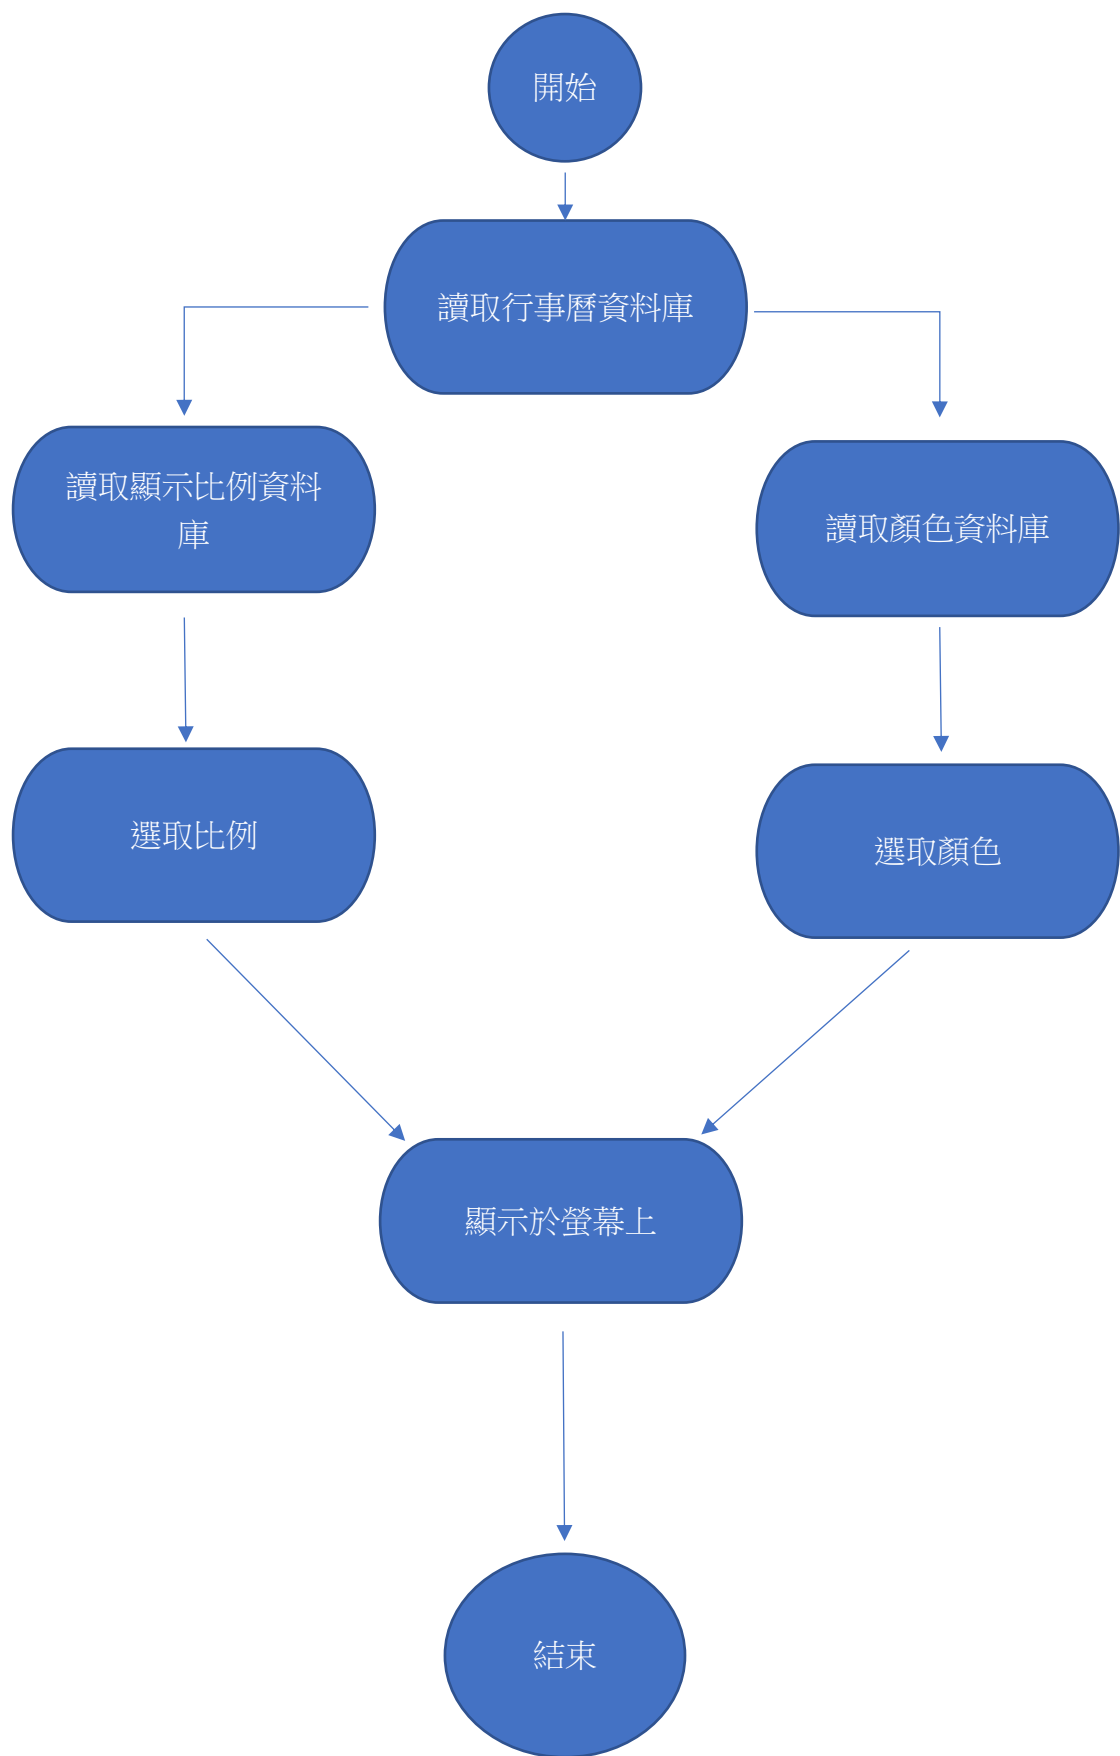 開始
讀取行事曆資料庫
讀取顯示比例資料
庫
讀取顏色資料庫
選取比例
選取顏色
顯示於螢幕上
結束